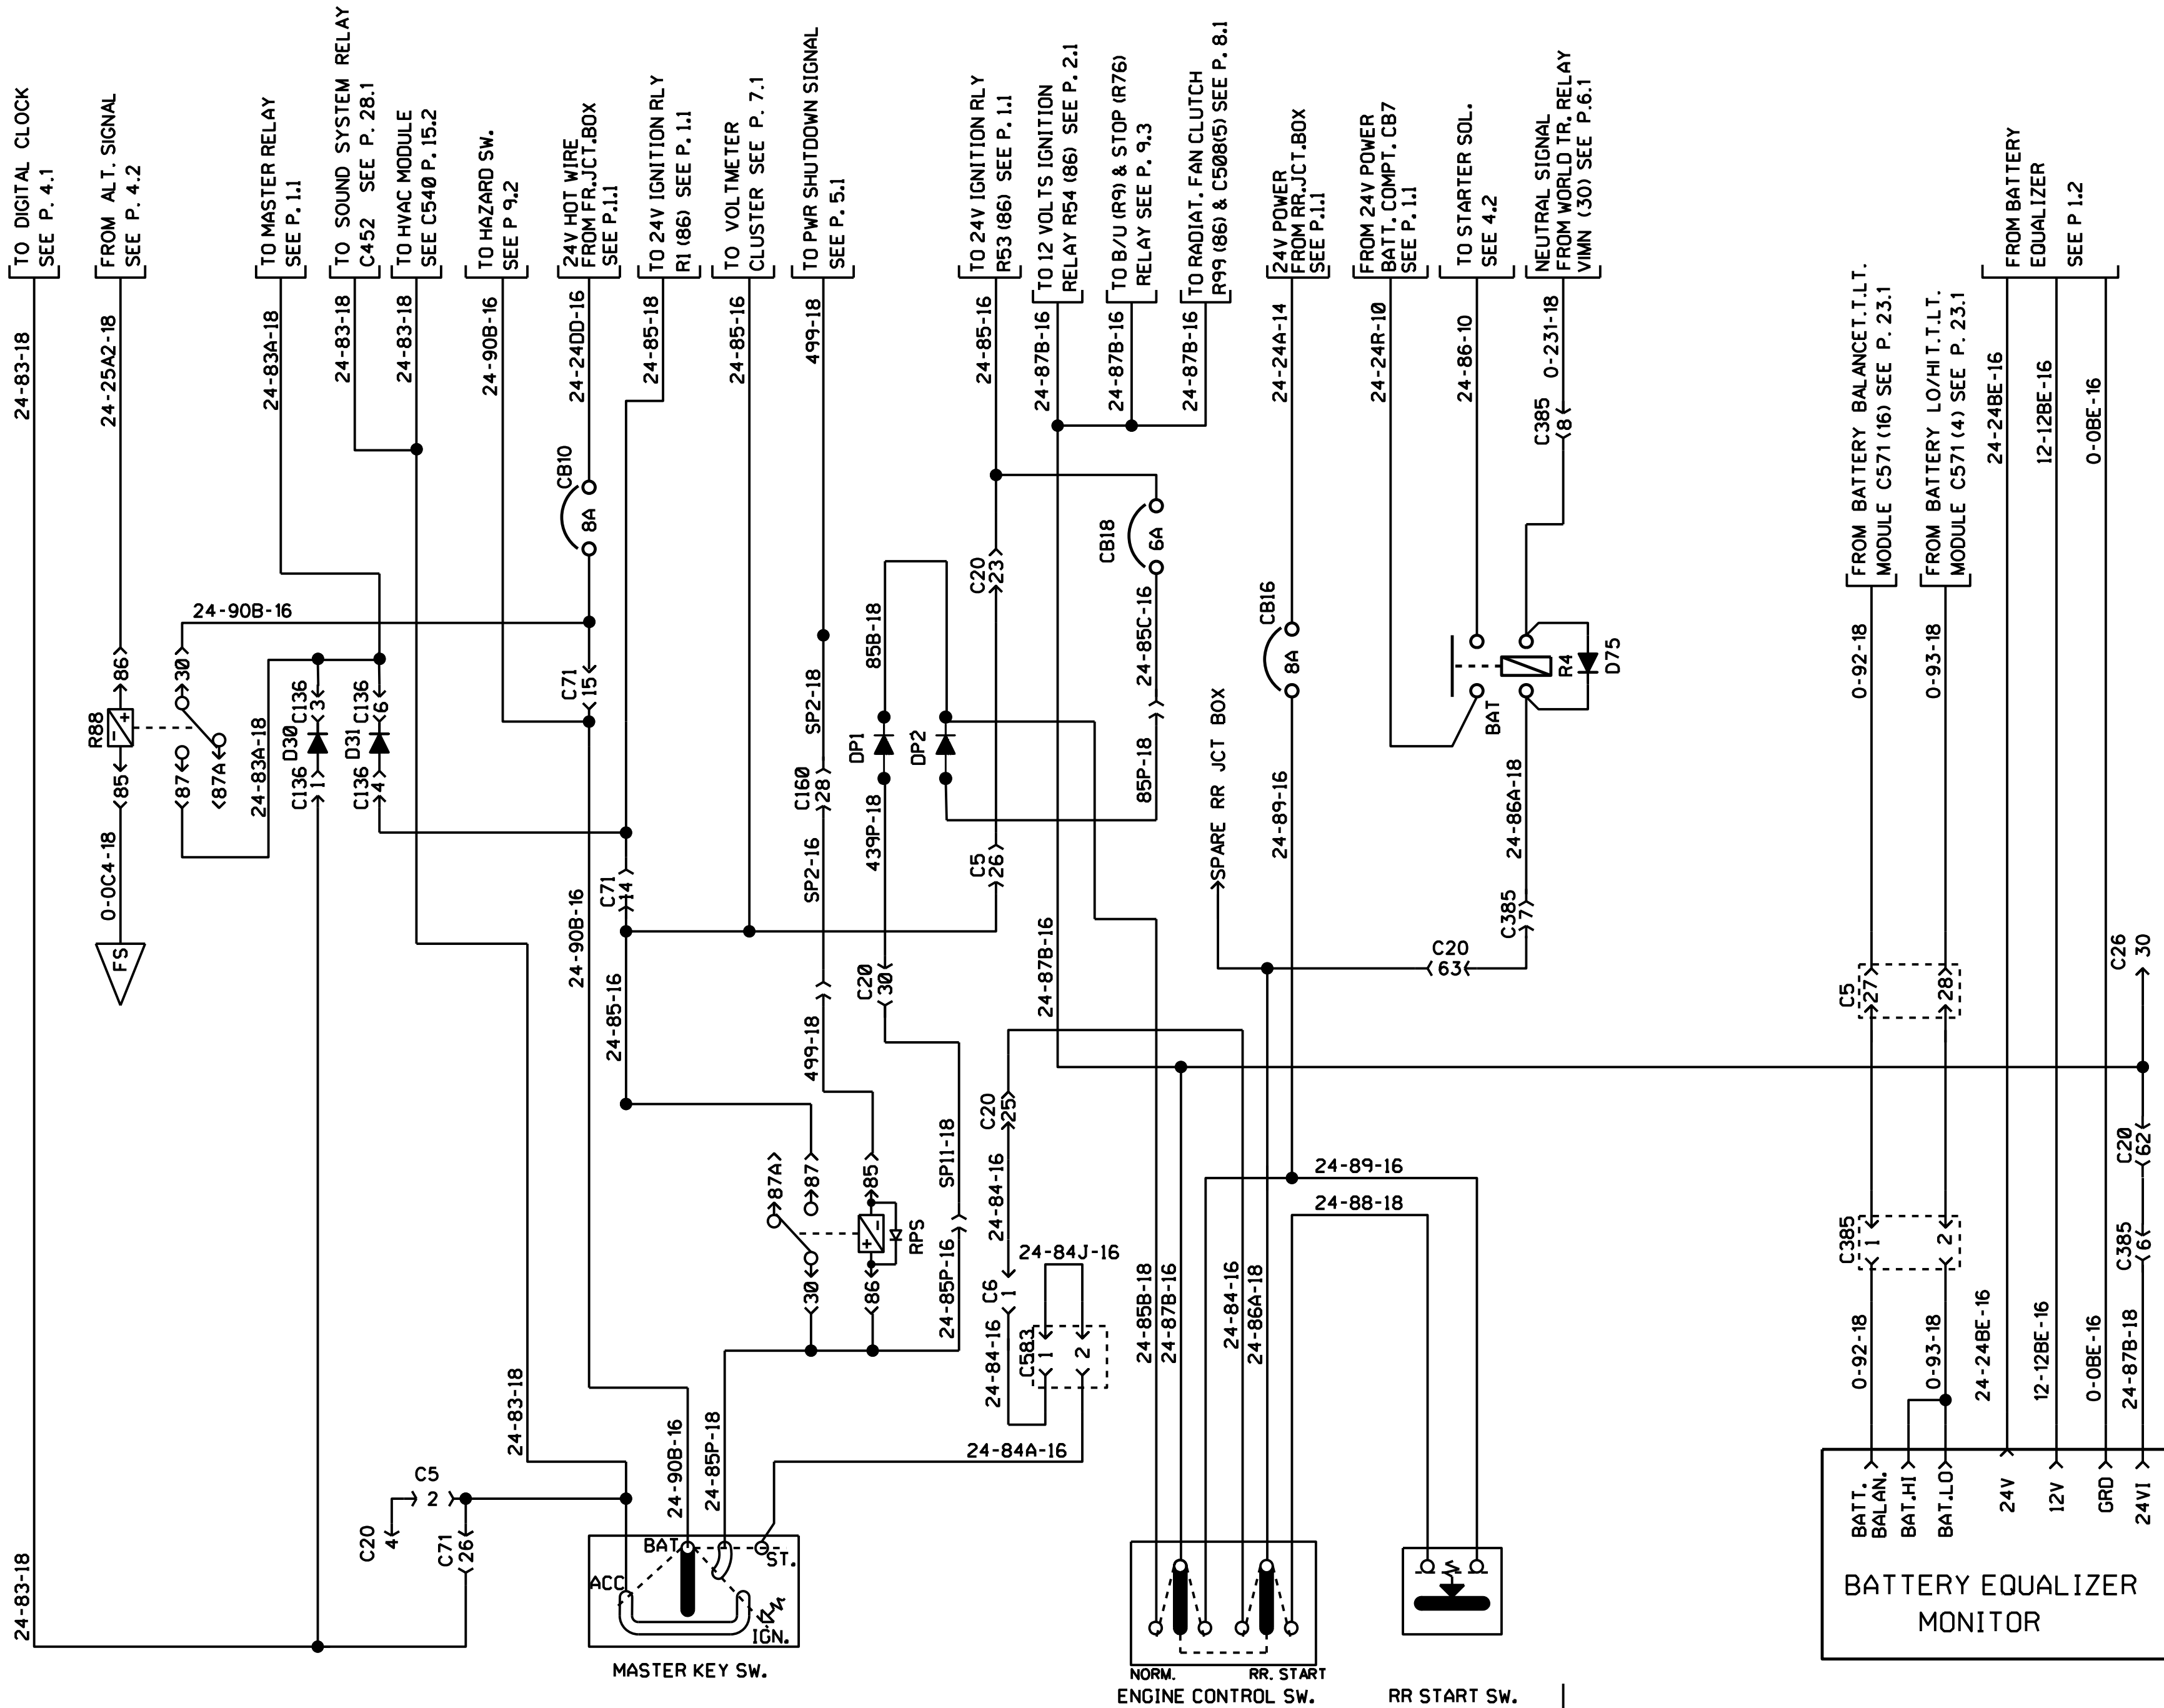 TO DIGITAL CLOCK
SEE P. 4.1
FROM ALT. SIGNAL
SEE P. 4.2
TO MASTER RELAY
SEE P. 1.1
TO SOUND SYSTEM RELAY
C452 SEE P. 28.1
TO HVAC MODULE
SEE C540 P. 15.2
TO HAZARD SW.
SEE P 9.2
24V HOT WIRE
FROM FR.JCT.BOX
SEE P.1.1
TO 24V IGNITION RLY
R1 (86) SEE P. 1.1
TO VOLTMETER
CLUSTER SEE P. 7.1
TO PWR SHUTDOWN SIGNAL
SEE P. 5.1
TO 24V IGNITION RLY
R53 (86) SEE P. 1.1
TO 12 VOLTS IGNITION
RELAY R54 (86) SEE P. 2.1
TO B/U (R9) & STOP (R76)
RELAY SEE P. 9.3
TO RADIAT. FAN CLUTCH
R99 (86) & C508(5) SEE P. 8.1
24V POWER
FROM RR.JCT.BOX
SEE P.1.1
FROM 24V POWER
BATT. COMPT. CB7
SEE P. 1.1
TO STARTER SOL.
SEE 4.2
NEUTRAL SIGNAL
FROM WORLD TR. RELAY
VIMN (30) SEE P.6.1
FROM BATTERY BALANCET.T.LT.
MODULE C571 (16) SEE P. 23.1
FROM BATTERY LO/HI T.T.LT.
MODULE C571 (4) SEE P. 23.1
FROM BATTERY
EQUALIZER
SEE P 1.2
24-83-18
24-25A2-18
24-83A-18
24-83-18
24-83-18
24-90B-16
24-24DD-16
24-85-18
24-85-16
499-18
24-85-16
24-87B-16
24-87B-16
24-87B-16
24-24A-14
24-24R-10
24-86-10
0-231-18
24-24BE-16
12-12BE-16
0-0BE-16
C385
8
CB10
8A
24-90B-16
C20
23
CB18
6A
85B-18
24-85C-16
CB16
8A
R4
D75
BAT
0-92-18
0-93-18
R88
86
85
30
87
87A
24-83A-18
C136
3
D30
C136
1
C136
6
D31
C136
4
C71
15
SP2-18
C160
28
SP2-16
DP1
DP2
439P-18
85P-18
SPARE RR JCT BOX
24-89-16
24-86A-18
C385
7
0-0C4-18
FS
C71
14
24-90B-16
24-85-16
C5
26
C20
30
499-18
24-87B-16
C20
63
C5
27
28
C26
30
C20
25
SP11-18
24-84-16
87A
87
85
30
86
RPS
24-85P-16
C6
1
24-84-16
24-84J-16
C583
1
2
24-84A-16
24-89-16
24-88-18
24-85B-18
24-87B-16
24-84-16
24-86A-18
C385
1
2
C20
62
C385
6
0-92-18
0-93-18
24-24BE-16
12-12BE-16
0-0BE-16
24-87B-18
24-83-18
24-90B-16
24-85P-18
C5
2
C20
4
C71
26
24-83-18
BAT
ST.
ACC
IGN.
MASTER KEY SW.
NORM.
RR. START
ENGINE CONTROL SW.
RR START SW.
BATT.
BALAN.
BAT.HI
BAT.LO
24V
12V
GRD
24VI
BATTERY EQUALIZER
MONITOR